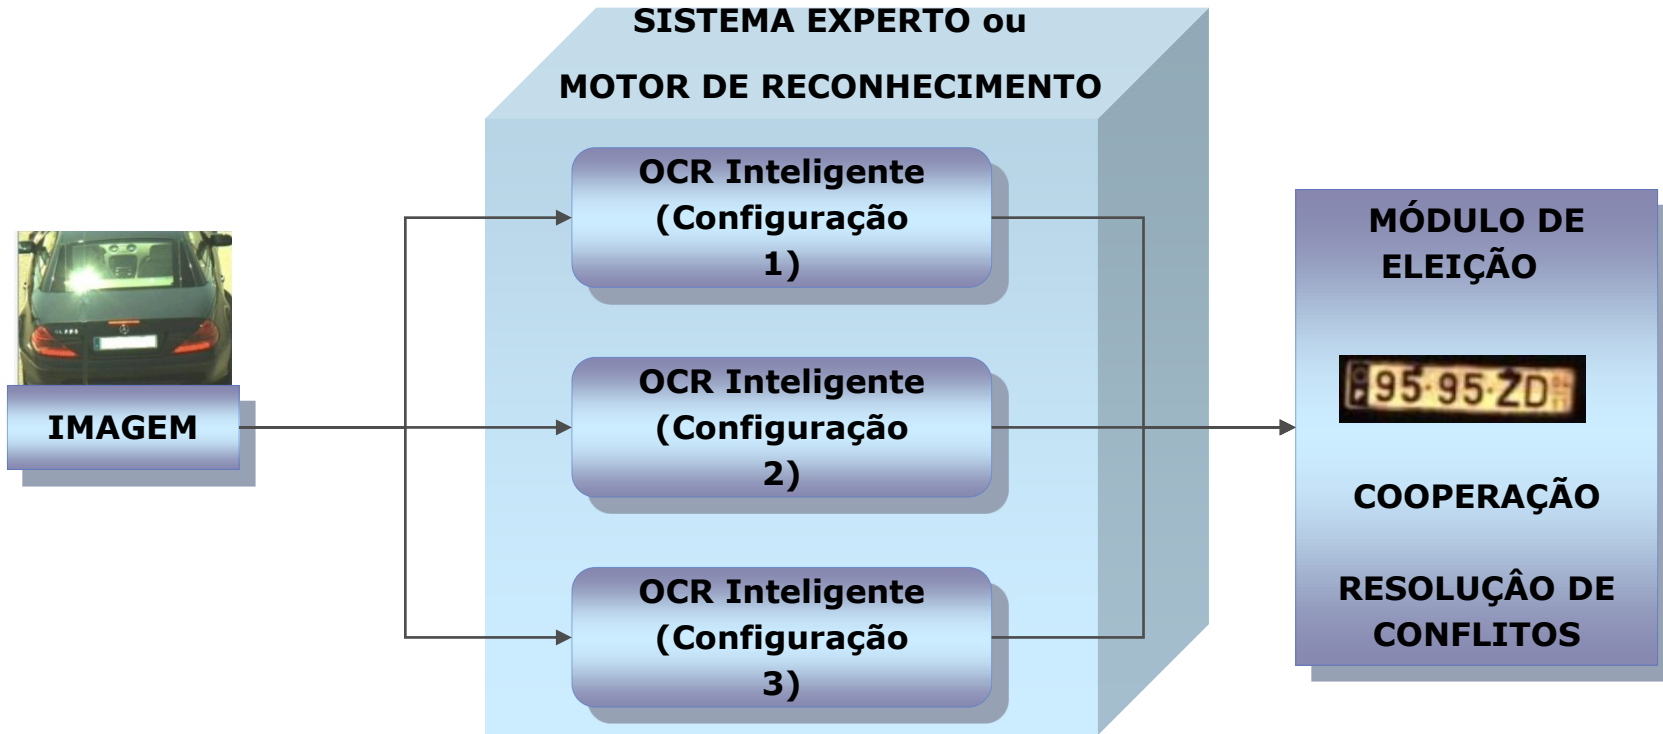 SISTEMA EXPERTO ou
MOTOR DE RECONHECIMENTO
IMAGEM
OCR Inteligente
(Configuração
1)
OCR Inteligente
(Configuração
2)
OCR Inteligente
(Configuração
3)
MÓDULO DE
ELEIÇÃO
P 95·95·ZD
COOPERAÇÃO
RESOLUÇÂO DE
CONFLITOS